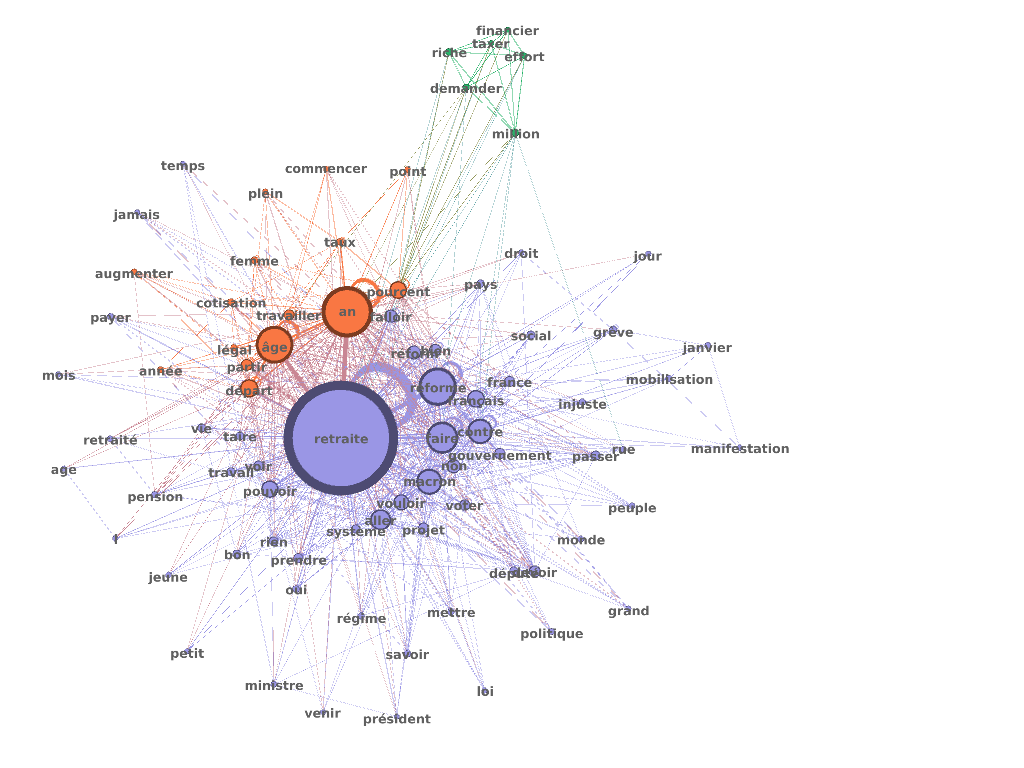 financier
taxer
riche
effort
demander
million
temps
commencer
point
plein
jamais
taux
droit
jour
femme
augmenter
pays
pourcent
cotisation
an
travailler
falloir
payer
grève
social
âge
janvier
légal
reforme
bien
partir
année
mois
mobilisation
france
réforme
départ
français
injuste
vie
contre
taire
faire
retraite
retraité
rue
manifestation
gouvernement
passer
non
voir
age
travail
macron
pouvoir
pension
vouloir
voter
peuple
aller
projet
système
monde
rien
bon
prendre
député
devoir
jeune
oui
grand
mettre
régime
politique
petit
savoir
ministre
loi
venir
président